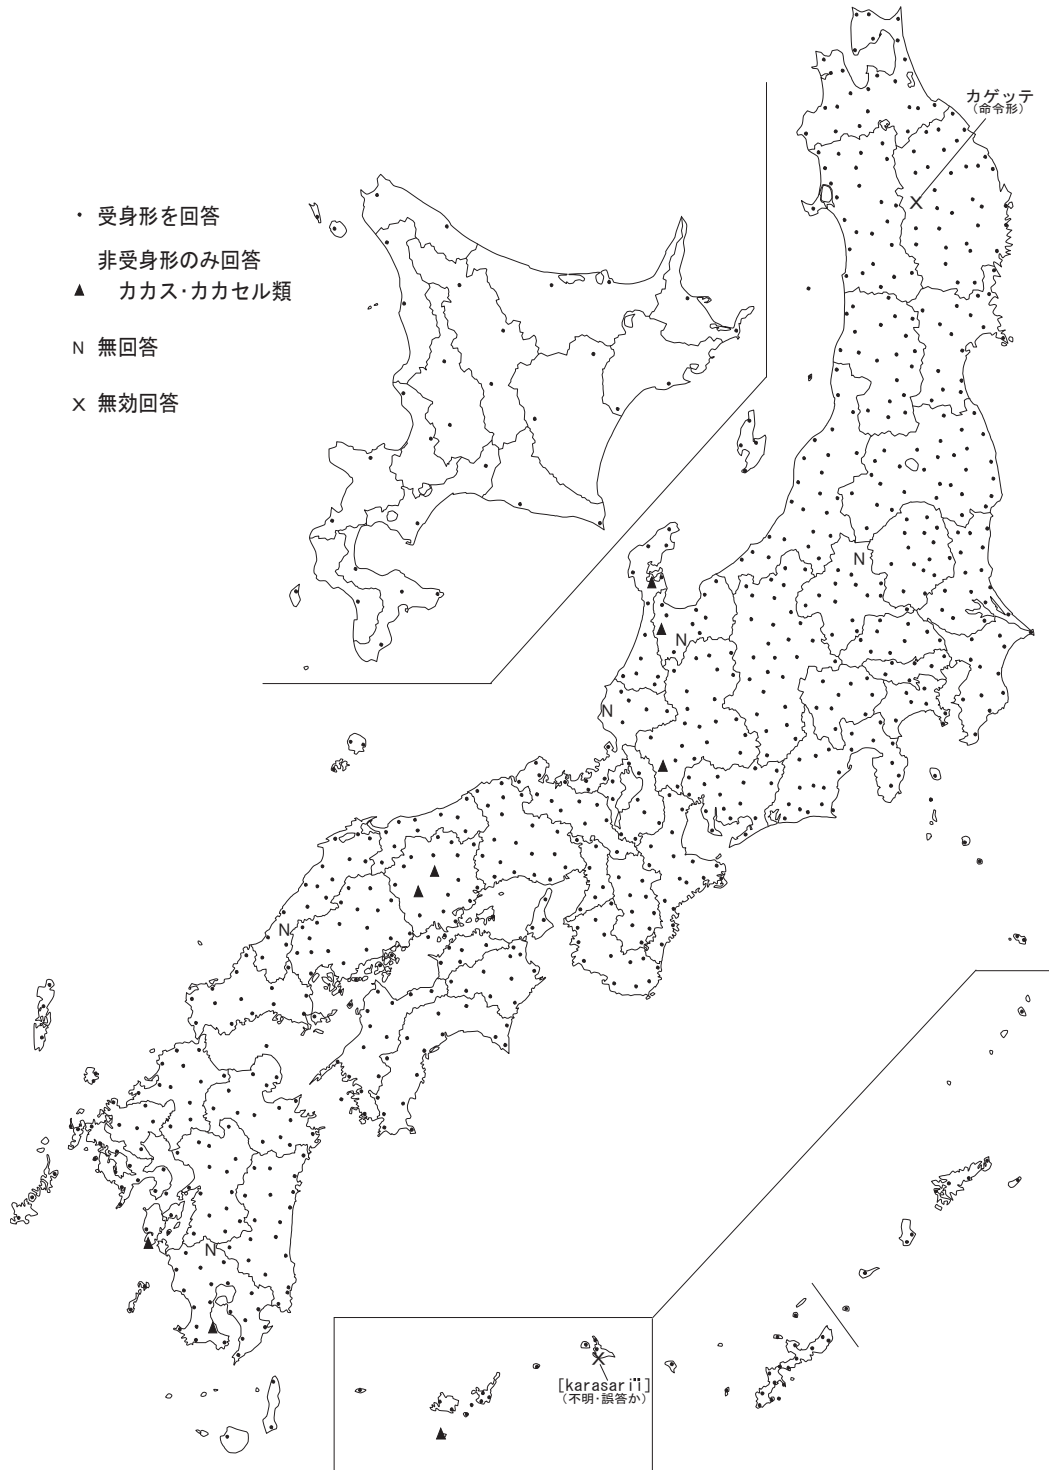 カゲッテ
(命令形)
・ 受身形を回答
非受身形のみ回答
▲ カカス・カカセル類
N 無回答
X 無効回答
X
N
N
N
N
N
X
[karasariï]
(不明・誤答か)